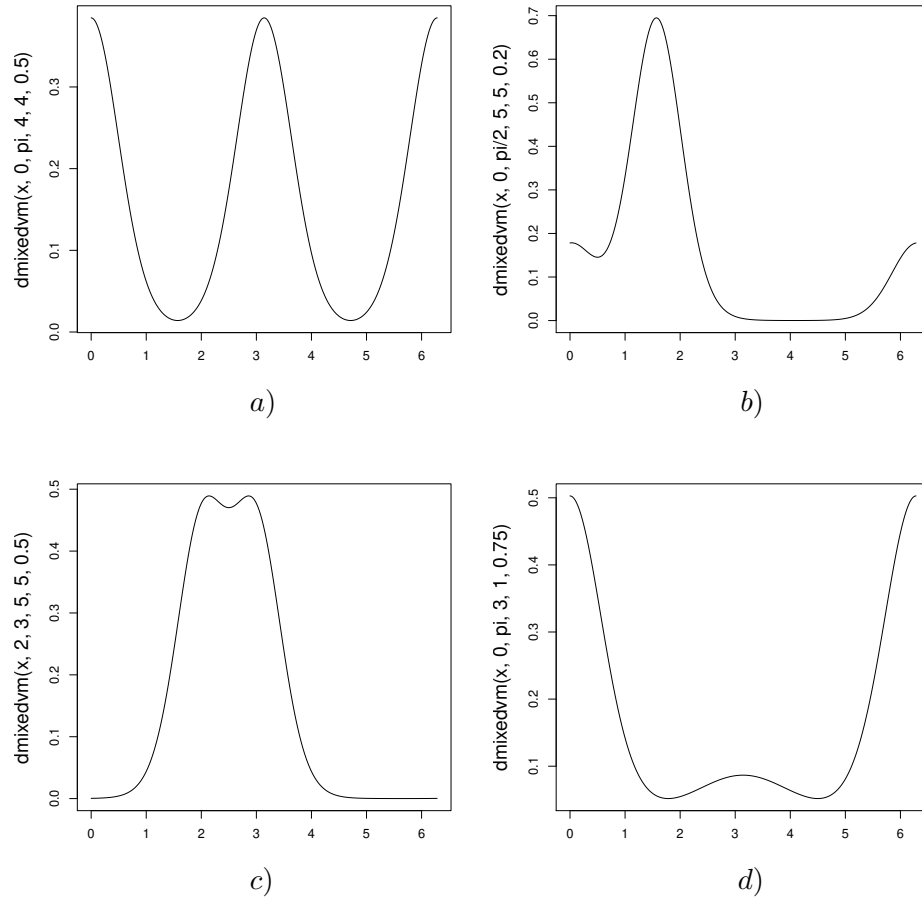 dmixedvm(x, 0, pi, 4, 4, 0.5)
0.0 0.1 0.2 0.3
0 1 2 3 4 5 6
a)
dmixedvm(x, 0, pi/2, 5, 5, 0.2)
0.0 0.1 0.2 0.3 0.4 0.5 0.6 0.7
0 1 2 3 4 5 6
b)
dmixedvm(x, 2, 3, 5, 5, 0.5)
0.0 0.1 0.2 0.3 0.4 0.5
0 1 2 3 4 5 6
c)
dmixedvm(x, 0, pi, 3, 1, 0.75)
0.1 0.2 0.3 0.4 0.5
0 1 2 3 4 5 6
d)